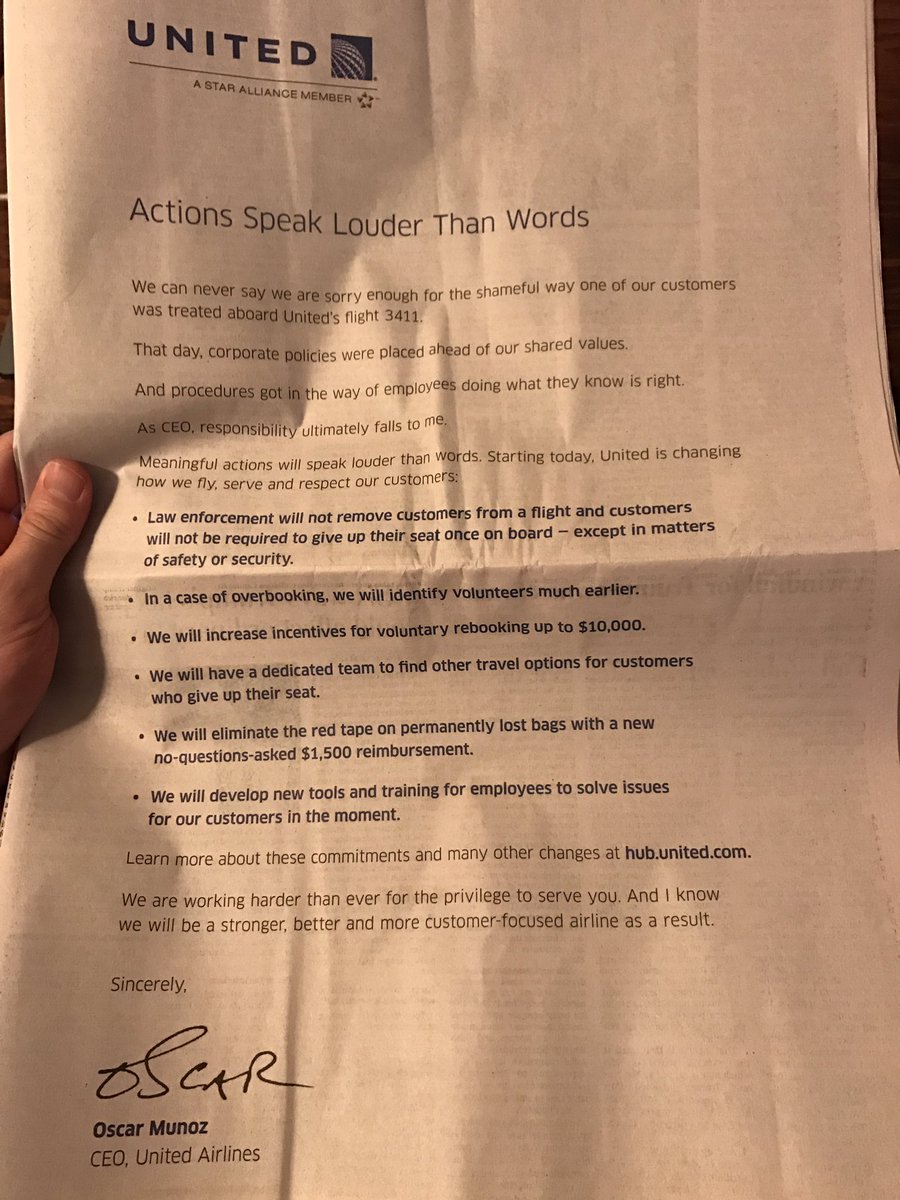 UNITED
A STAR ALLIANCE MEMBER
Actions Speak Louder Than Words
We can never say we are sorry enough for the shameful way one of our customers
was treated aboard United's flight 3411.
That day, corporate policies were placed ahead of our shared values.
And procedures got in the way of employees doing what they know is right.
As CEO, responsibility ultimately falls to me.
Meaningful actions will speak louder than words. Starting today, United is changing
how we fly, serve and respect our customers:
• Law enforcement will not remove customers from a flight and customers
will not be required to give up their seat once on board – except in matters
of safety or security.
• In a case of overbooking, we will identify volunteers much earlier.
• We will increase incentives for voluntary rebooking up to $10,000.
• We will have a dedicated team to find other travel options for customers
who give up their seat.
• We will eliminate the red tape on permanently lost bags with a new
no-questions-asked $1,500 reimbursement.
• We will develop new tools and training for employees to solve issues
for our customers in the moment.
Learn more about these commitments and many other changes at hub.united.com.
We are working harder than ever for the privilege to serve you. And I know
we will be a stronger, better and more customer-focused airline as a result.
Sincerely,
OSCAR
Oscar Munoz
CEO, United Airlines